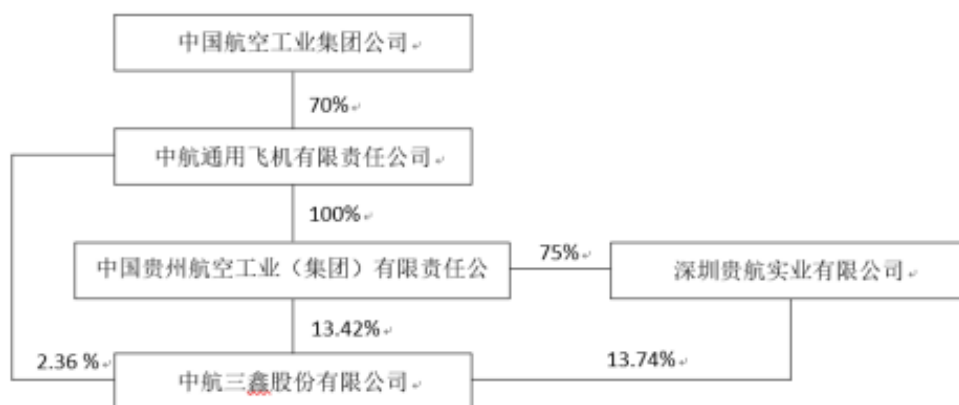 中国航空工业集团公司
70%
中航通用飞机有限责任公司
100%
中国贵州航空工业（集团）有限责任公
75%
深圳贵航实业有限公司
13.42%
2.36 %
13.74%
中航三鑫股份有限公司